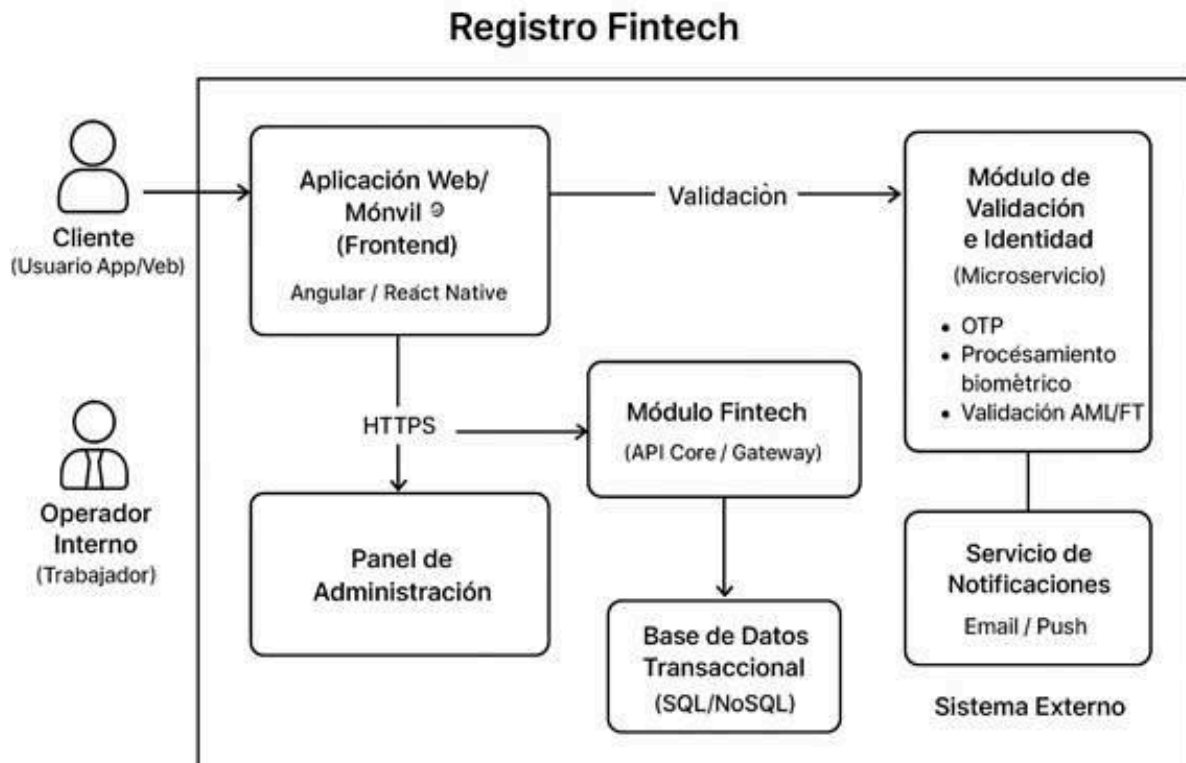 Registro Fintech
Cliente
(Usuario App/Veb)
Aplicación Web/
Mónvil
(Frontend)
Angular / React Native
Validaciòn
Módulo de
Validación
e Identidad
(Microservicio)
• OTP
• Procésamiento
biomètrico
• Validación AML/FT
HTTPS
Módulo Fintech
(API Core / Gateway)
Operador
Interno
(Trabajador)
Panel de
Administración
Base de Datos
Transaccional
(SQL/NoSQL)
Servicio de
Notificaciones
Email / Push
Sistema Externo